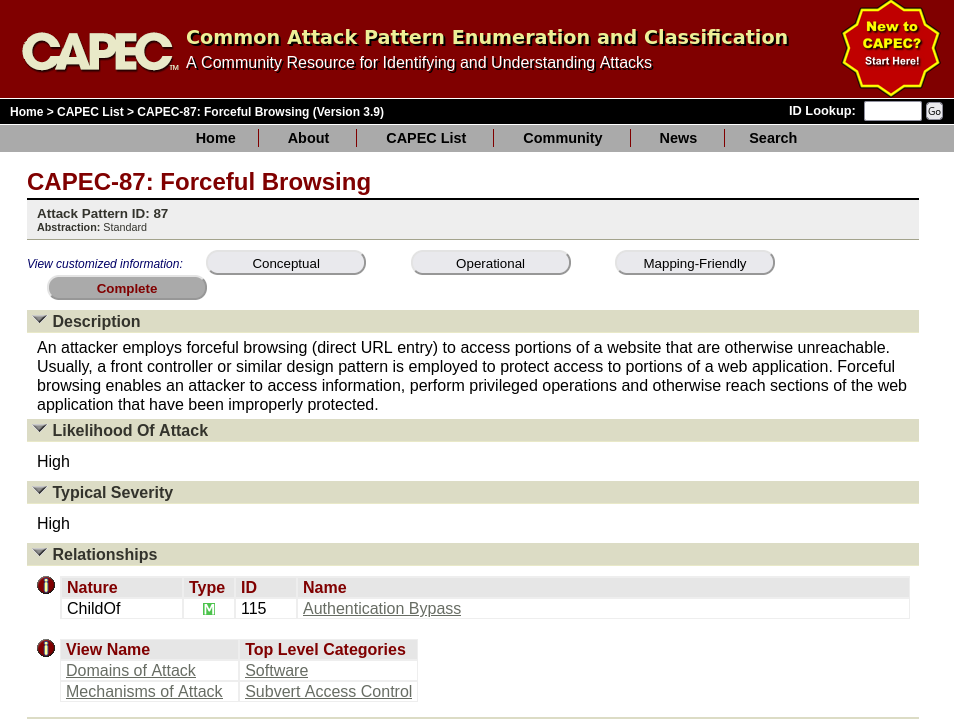 CAPEC™
Common Attack Pattern Enumeration and Classification
A Community Resource for Identifying and Understanding Attacks
New to
CAPEC?
Start Here!
Home > CAPEC List > CAPEC-87: Forceful Browsing (Version 3.9)
ID Lookup: Go
Home About CAPEC List Community News Search
CAPEC-87: Forceful Browsing
Attack Pattern ID: 87
Abstraction: Standard
View customized information: Conceptual Operational Mapping-Friendly
Complete
Description
An attacker employs forceful browsing (direct URL entry) to access portions of a website that are otherwise unreachable.
Usually, a front controller or similar design pattern is employed to protect access to portions of a web application. Forceful
browsing enables an attacker to access information, perform privileged operations and otherwise reach sections of the web
application that have been improperly protected.
Likelihood Of Attack
High
Typical Severity
High
Relationships
Nature Type ID Name
ChildOf M 115 Authentication Bypass
View Name Top Level Categories
Domains of Attack Software
Mechanisms of Attack Subvert Access Control